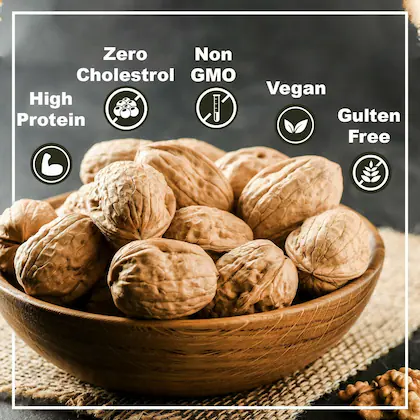 High
Protein
Zero
Cholestrol
Non
GMO
Vegan
Gulten
Free